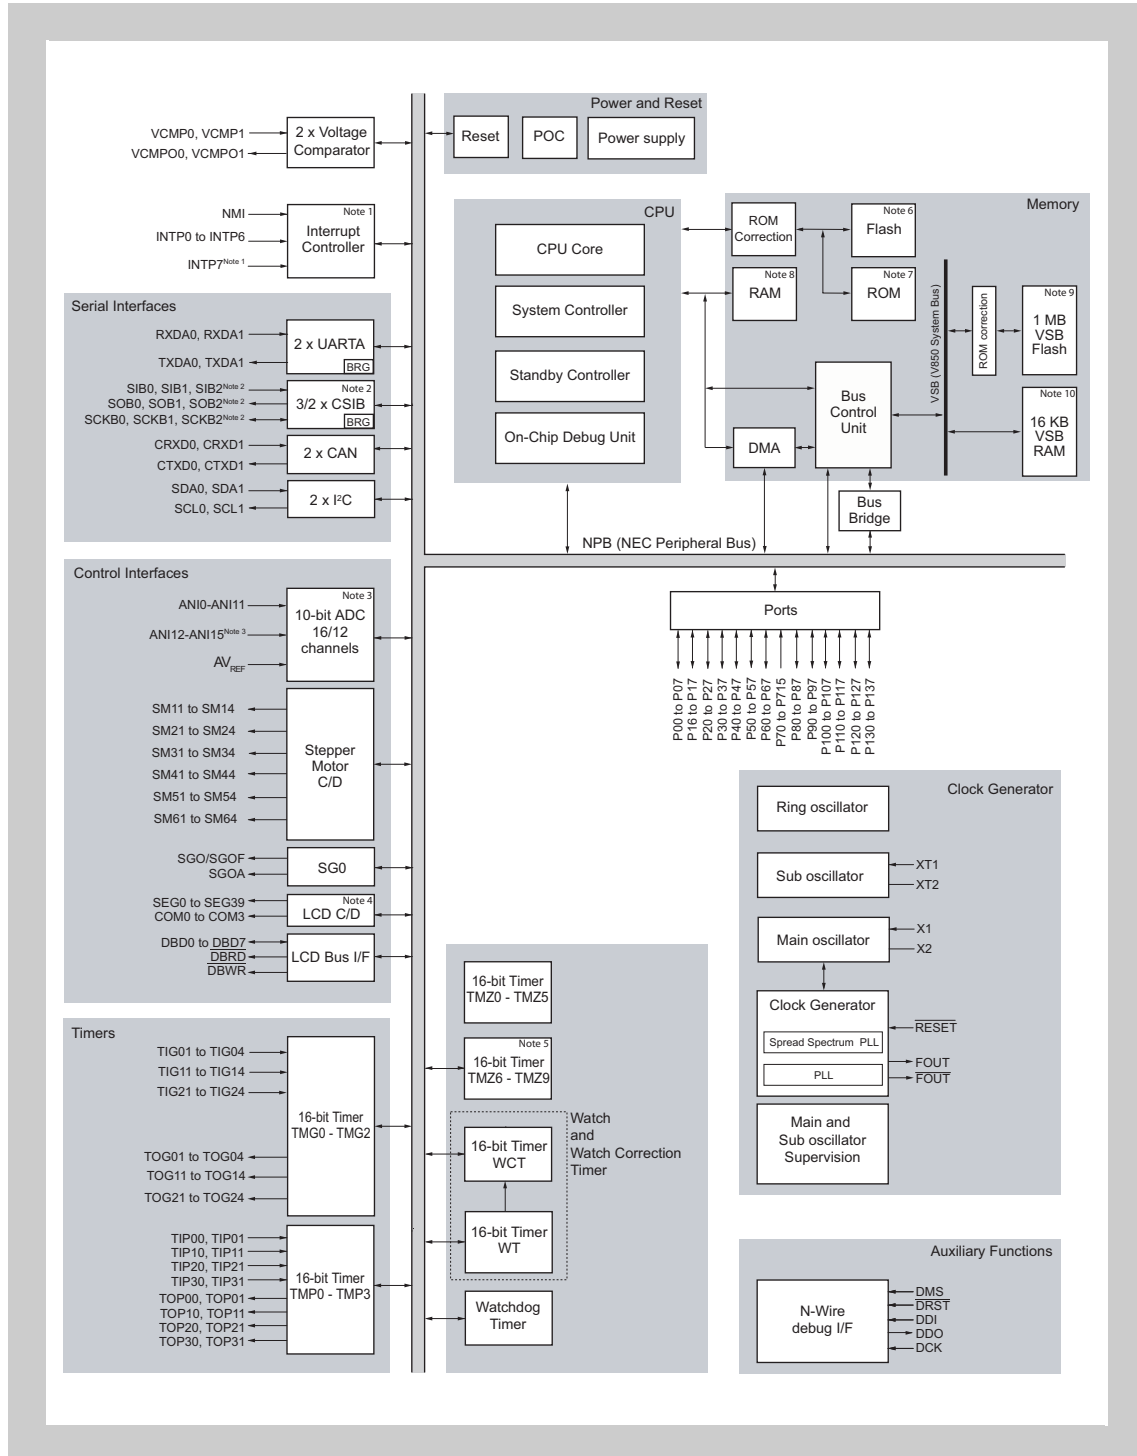 Power and Reset
Reset
POC
Power supply
VCMP0, VCMP1
VCMPO0, VCMPO1
2 x Voltage
Comparator
NMI
INTP0 to INTP6
INTP7Note 1
Note 1
Interrupt
Controller
Serial Interfaces
RXDA0, RXDA1
TXDA0, TXDA1
2 x UARTA
BRG
SIB0, SIB1, SIB2Note 2
SOB0, SOB1, SOB2Note 2
SCKB0, SCKB1, SCKB2Note 2
Note 2
3/2 x CSIB
BRG
CRXD0, CRXD1
CTXD0, CTXD1
2 x CAN
SDA0, SDA1
SCL0, SCL1
2 x I²C
CPU
CPU Core
System Controller
Standby Controller
On-Chip Debug Unit
Memory
ROM
Correction
Note 6
Flash
Note 8
RAM
Note 7
ROM
VSB (V850 System Bus)
ROM correction
Note 9
1 MB
VSB
Flash
Note 10
16 KB
VSB
RAM
Bus
Control
Unit
DMA
Bus
Bridge
NPB (NEC Peripheral Bus)
Ports
P00 to P07
P16 to P17
P20 to P27
P30 to P37
P40 to P47
P50 to P57
P60 to P67
P70 to P715
P80 to P87
P90 to P97
P100 to P107
P110 to P117
P120 to P127
P130 to P137
Control Interfaces
ANI0-ANI11
ANI12-ANI15Note 3
AVREF
Note 3
10-bit ADC
16/12
channels
SM11 to SM14
SM21 to SM24
SM31 to SM34
SM41 to SM44
SM51 to SM54
SM61 to SM64
Stepper
Motor
C/D
SGO/SGOF
SGOA
SG0
SEG0 to SEG39
COM0 to COM3
Note 4
LCD C/D
DBD0 to DBD7
DBRD
DBWR
LCD Bus I/F
Timers
TIG01 to TIG04
TIG11 to TIG14
TIG21 to TIG24
TOG01 to TOG04
TOG11 to TOG14
TOG21 to TOG24
16-bit Timer
TMG0 - TMG2
TIP00, TIP01
TIP10, TIP11
TIP20, TIP21
TIP30, TIP31
TOP00, TOP01
TOP10, TOP11
TOP20, TOP21
TOP30, TOP31
16-bit Timer
TMP0 - TMP3
16-bit Timer
TMZ0 - TMZ5
Note 5
16-bit Timer
TMZ6 - TMZ9
Watch
and
Watch Correction
Timer
16-bit Timer
WCT
16-bit Timer
WT
Watchdog
Timer
Clock Generator
Ring oscillator
Sub oscillator
XT1
XT2
Main oscillator
X1
X2
Clock Generator
Spread Spectrum PLL
PLL
RESET
FOUT
FOUT
Main and
Sub oscillator
Supervision
Auxiliary Functions
N-Wire
debug I/F
DMS
DRST
DDI
DDO
DCK